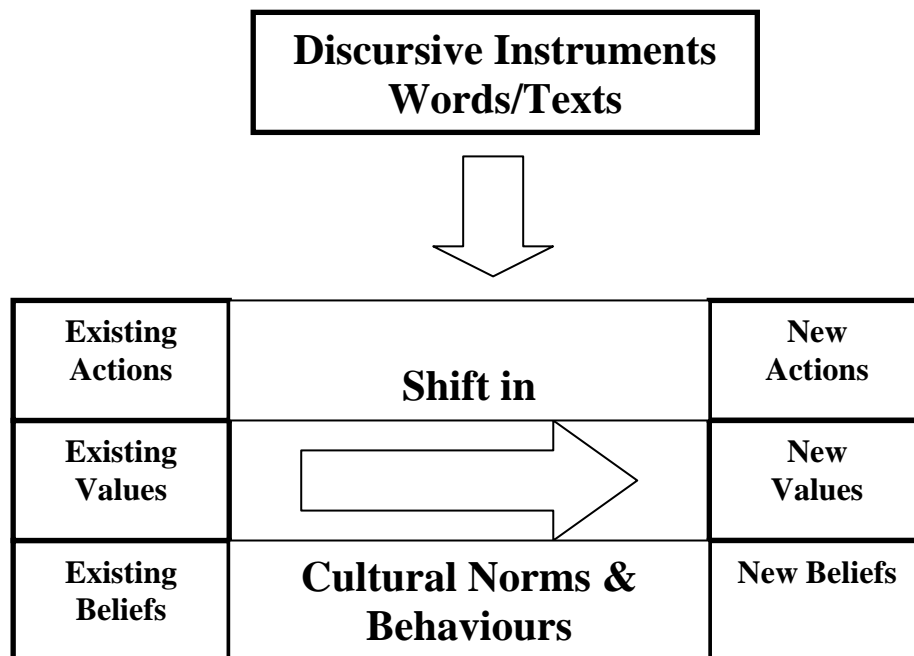 Discursive Instruments
Words/Texts
Existing
Actions
Shift in
New
Actions
Existing
Values
New
Values
Existing
Beliefs
Cultural Norms &
Behaviours
New Beliefs